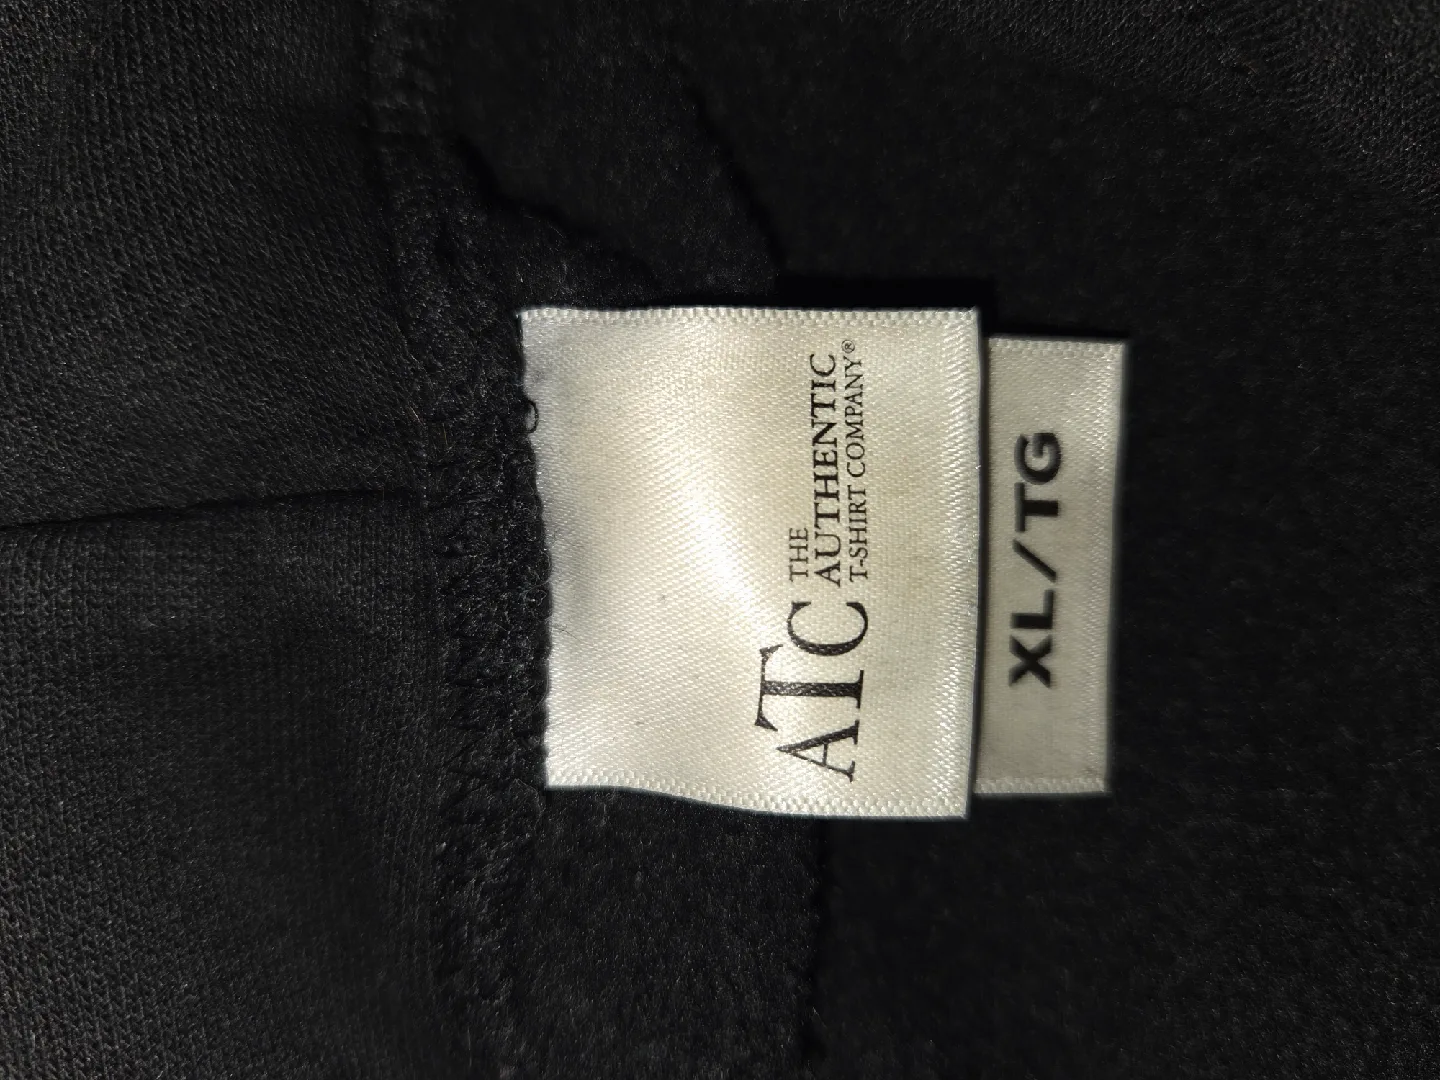 ATC THE
AUTHENTIC
T-SHIRT COMPANY®
XL/TG